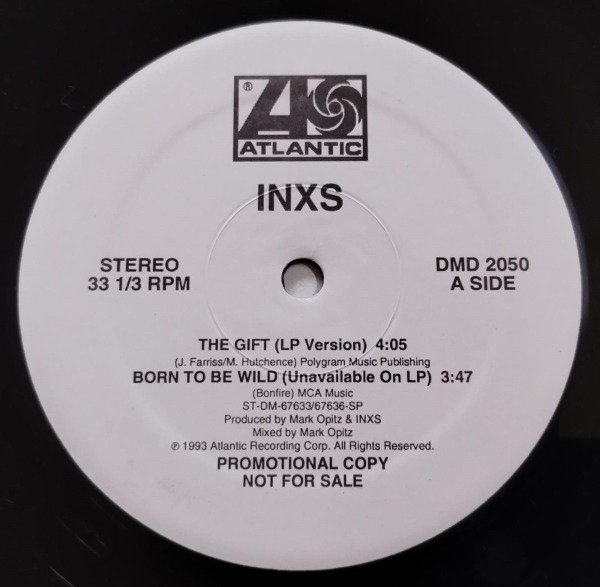 ®
ATLANTIC
INXS
STEREO
33 1/3 RPM
DMD 2050
A SIDE
THE GIFT (LP Version) 4:05
(J. Farriss/M. Hutchence) Polygram Music Publishing
BORN TO BE WILD (Unavailable On LP) 3:47
(Bonfire) MCA Music
ST-DM-67633/67636-SP
Produced by Mark Opitz & INXS
Mixed by Mark Opitz
℗ 1993 Atlantic Recording Corp. All Rights Reserved.
PROMOTIONAL COPY
NOT FOR SALE